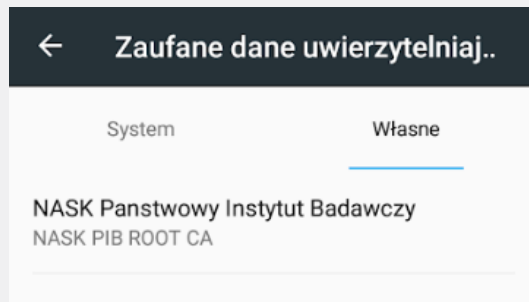 Zaufane dane uwierzytelniaj..
System
Własne
NASK Panstwowy Instytut Badawczy
NASK PIB ROOT CA